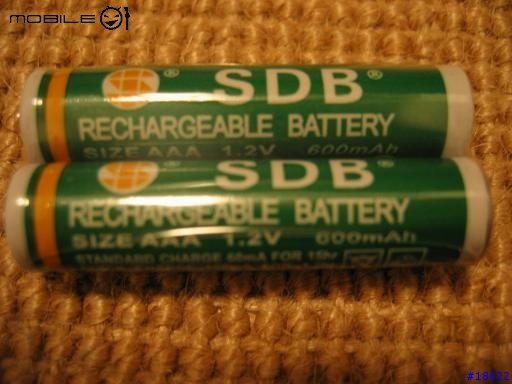 MOBILE
SDB®
RECHARGEABLE BATTERY
SIZE AAA 1.2V 600mAh
SDB®
RECHARGEABLE BATTERY
SIZE AAA 1.2V 600mAh
STANDARD CHARGE 60mA FOR 15hr